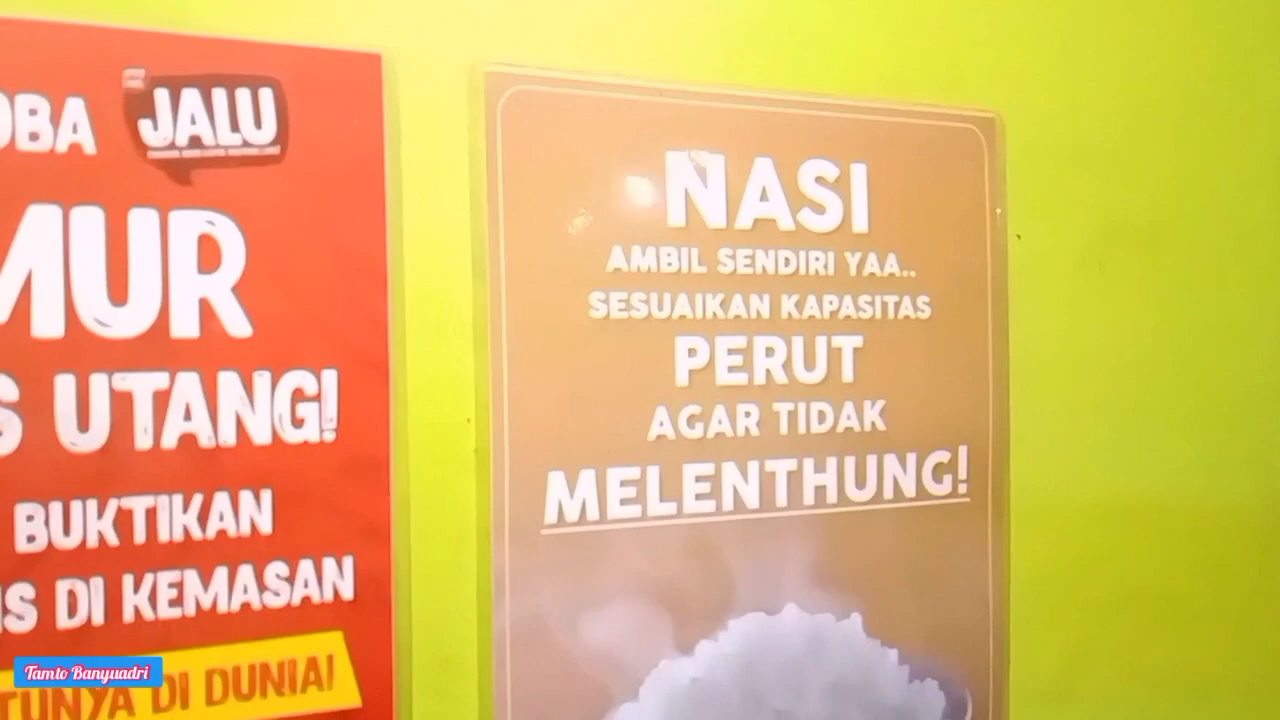 OBA JALU
MUR
S UTANG!
BUKTIKAN
IS DI KEMASAN
TUNYA DI DUNIA!
NASI
AMBIL SENDIRI YAA..
SESUAIKAN KAPASITAS
PERUT
AGAR TIDAK
MELENTHUNG!
Tamto Banyuadri